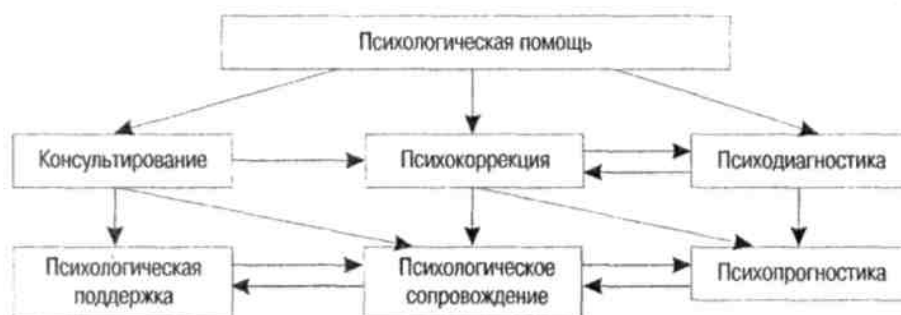 Психологическая помощь
Консультирование
Психокоррекция
Психодиагностика
Психологическая
поддержка
Психологическое
сопровождение
Психопрогностика